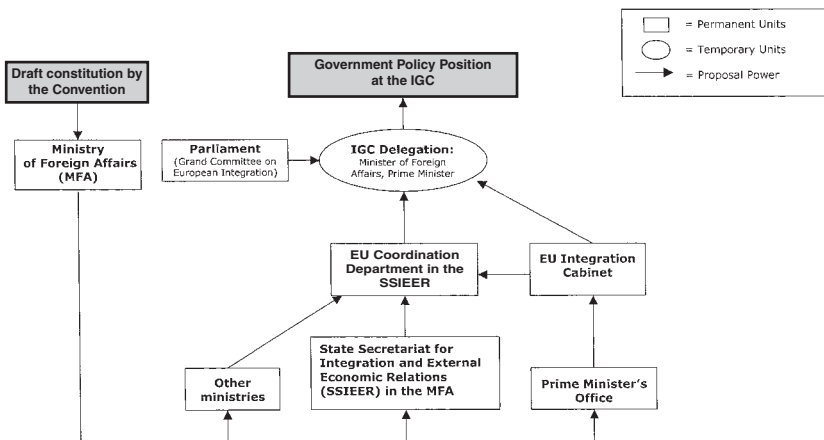 = Permanent Units
= Temporary Units
= Proposal Power
Draft constitution by
the Convention
Government Policy Position
at the IGC
Ministry
of Foreign Affairs
(MFA)
Parliament
(Grand Committee on
European Integration)
IGC Delegation:
Minister of Foreign
Affairs, Prime Minister
EU Coordination
Department in the
SSIEER
EU Integration
Cabinet
Other
ministries
State Secretariat for
Integration and External
Economic Relations
(SSIEER) in the MFA
Prime Minister's
Office